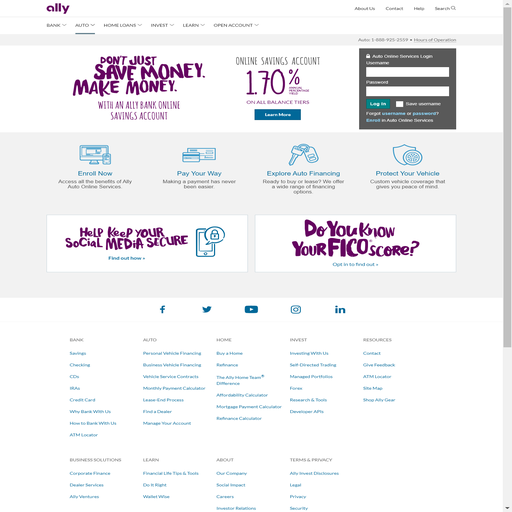 ally
About Us
Contact
Help
Search
BANK
AUTO
HOME LOANS
INVEST
LEARN
OPEN ACCOUNT
Auto: 1-888-925-2559 • Hours of Operation
DON'T JUST
SAVE MONEY.
MAKE MONEY.
WITH AN ALLY BANK ONLINE
SAVINGS ACCOUNT
ONLINE SAVINGS ACCOUNT
1.70%
ANNUAL
PERCENTAGE
YIELD
ON ALL BALANCE TIERS
Learn More
Auto Online Services Login
Username
Password
Log In
Save username
Forgot username or password?
Enroll in Auto Online Services
Enroll Now
Access all the benefits of Ally
Auto Online Services.
Pay Your Way
Making a payment has never
been easier
Explore Auto Financing
Ready to buy or lease? We offer
a wide range of financing
options
Protect Your Vehicle
Custom vehicle coverage that
gives you peace of mind.
HELP KEEP YOUR
SOCIAL MEDIA SECURE
Find out how »
DO YOU KNOW
YOUR FICO® SCORE?
Opt in to find out »
BANK
Savings
Checking
CDs
IRAs
Credit Card
Why Bank With Us
How to Bank With Us
ATM Locator
AUTO
Personal Vehicle Financing
Business Vehicle Financing
Vehicle Service Contracts
Monthly Payment Calculator
Lease-End Process
Find a Dealer
Manage Your Account
HOME
Buy a Home
Refinance
The Ally Home Team®
Difference
Affordability Calculator
Mortgage Payment Calculator
Refinance Calculator
INVEST
Investing With Us
Self-Directed Trading
Managed Portfolios
Forex
Research & Tools
Developer APIs
RESOURCES
Contact
Give Feedback
ATM Locator
Site Map
Shop Ally Gear
BUSINESS SOLUTIONS
Corporate Finance
Dealer Services
Ally Ventures
LEARN
Financial Life Tips & Tools
Do It Right
Wallet Wise
ABOUT
Our Company
Social Impact
Careers
Investor Relations
TERMS & PRIVACY
Ally Invest Disclosures
Legal
Privacy
Security